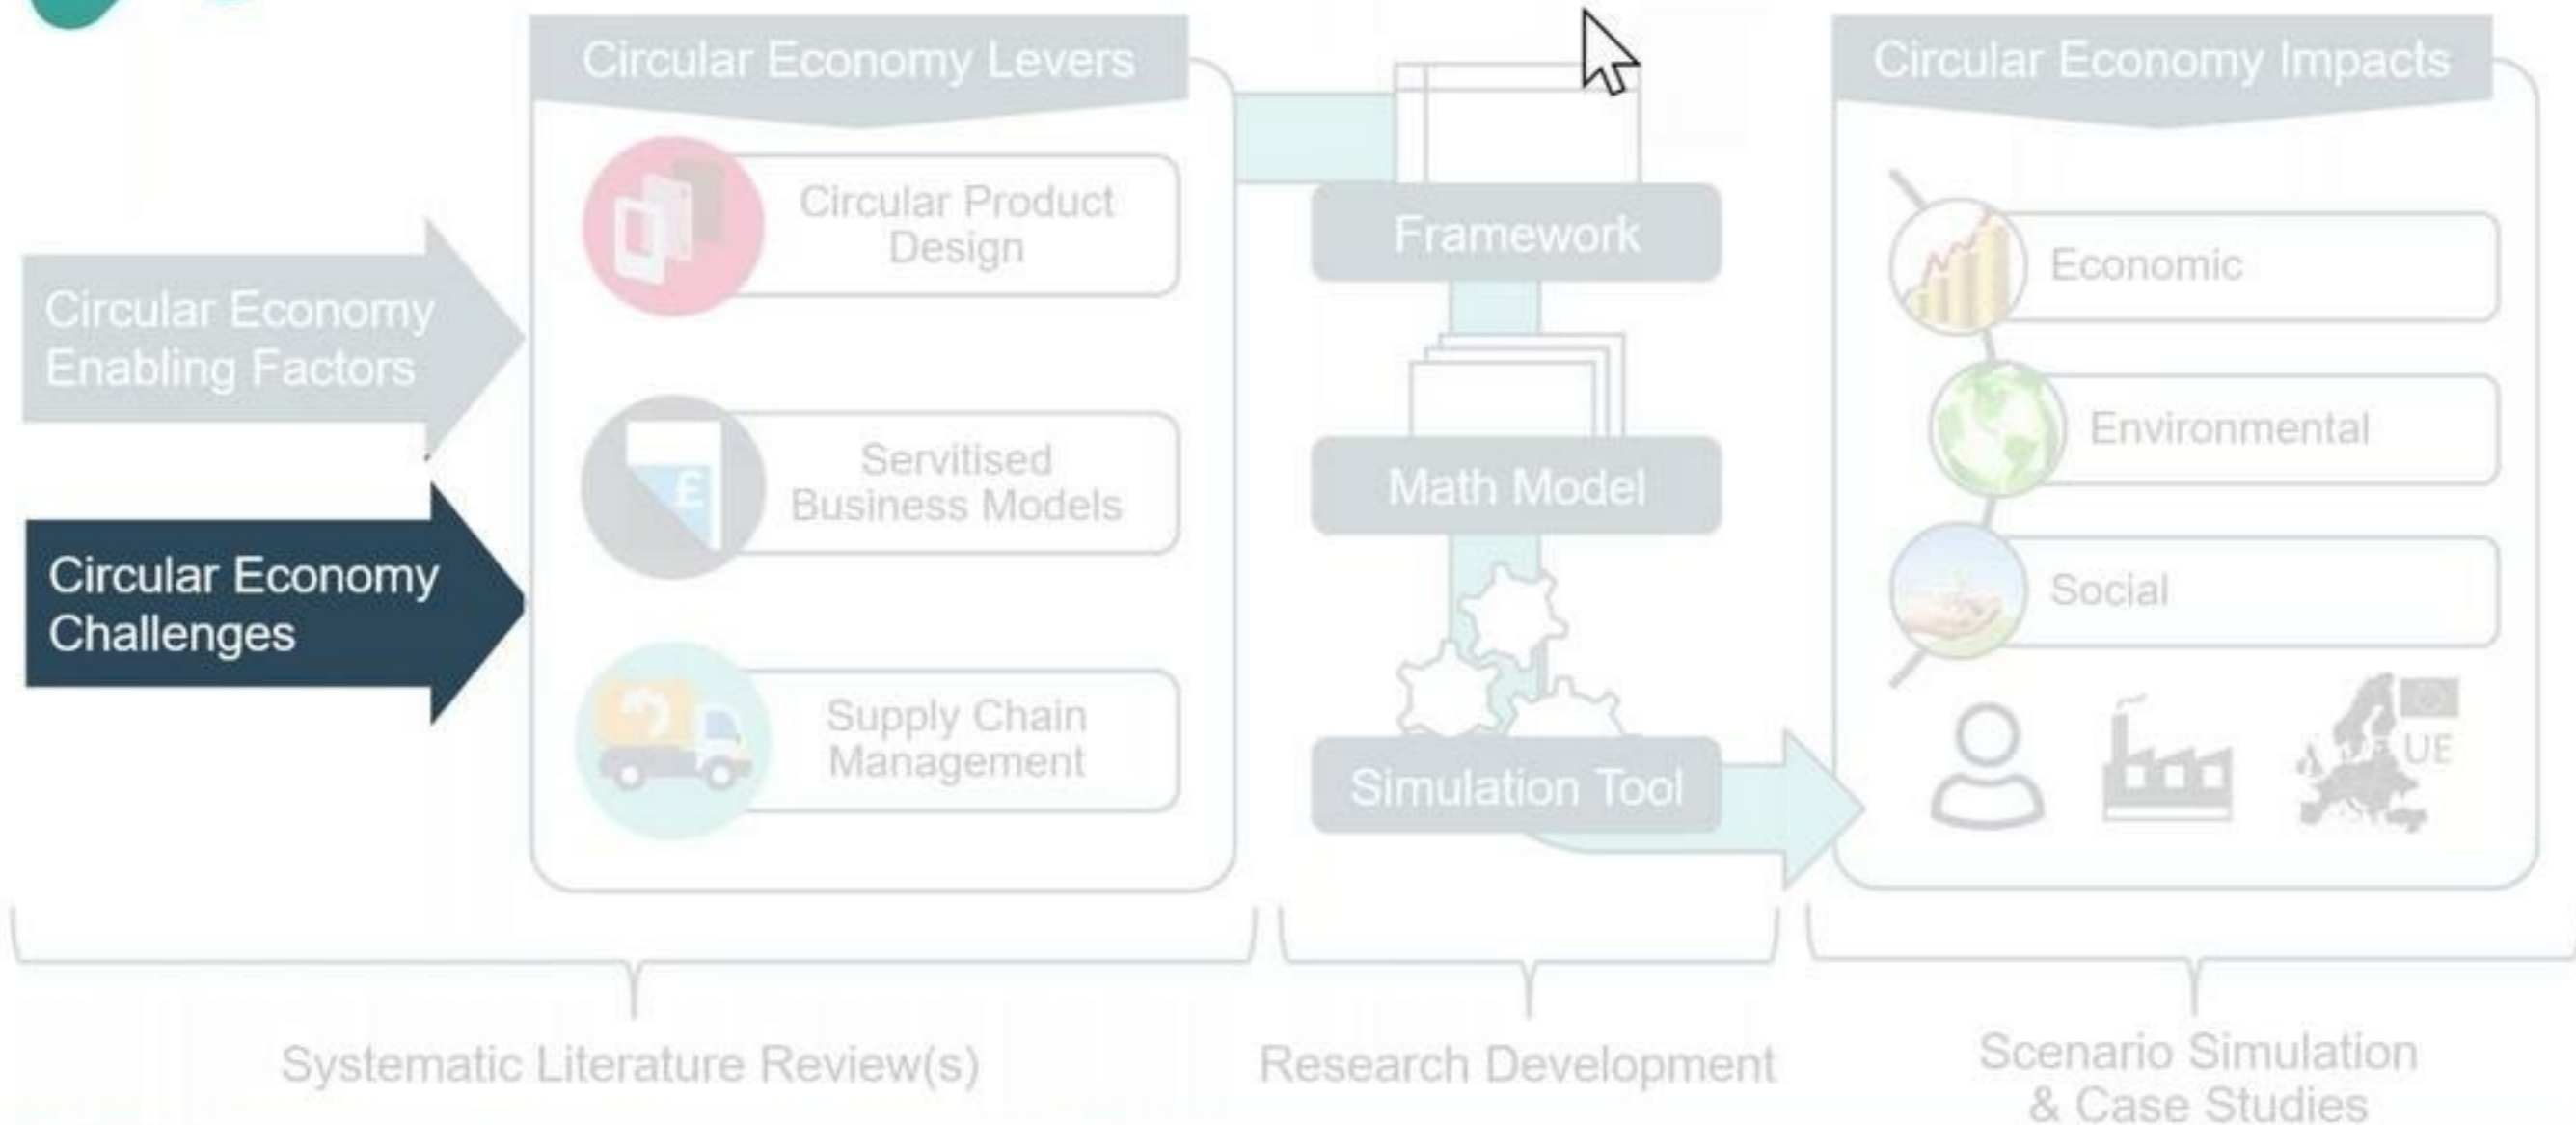 Circular Economy Levers
Circular Economy Impacts
Circular Product
Design
Framework
Economic
Circular Economy
Enabling Factors
Environmental
Servitised
Business Models
£
Math Model
Circular Economy
Challenges
Social
Supply Chain
Management
Simulation Tool
UE
Systematic Literature Review(s)
Research Development
Scenario Simulation
& Case Studies